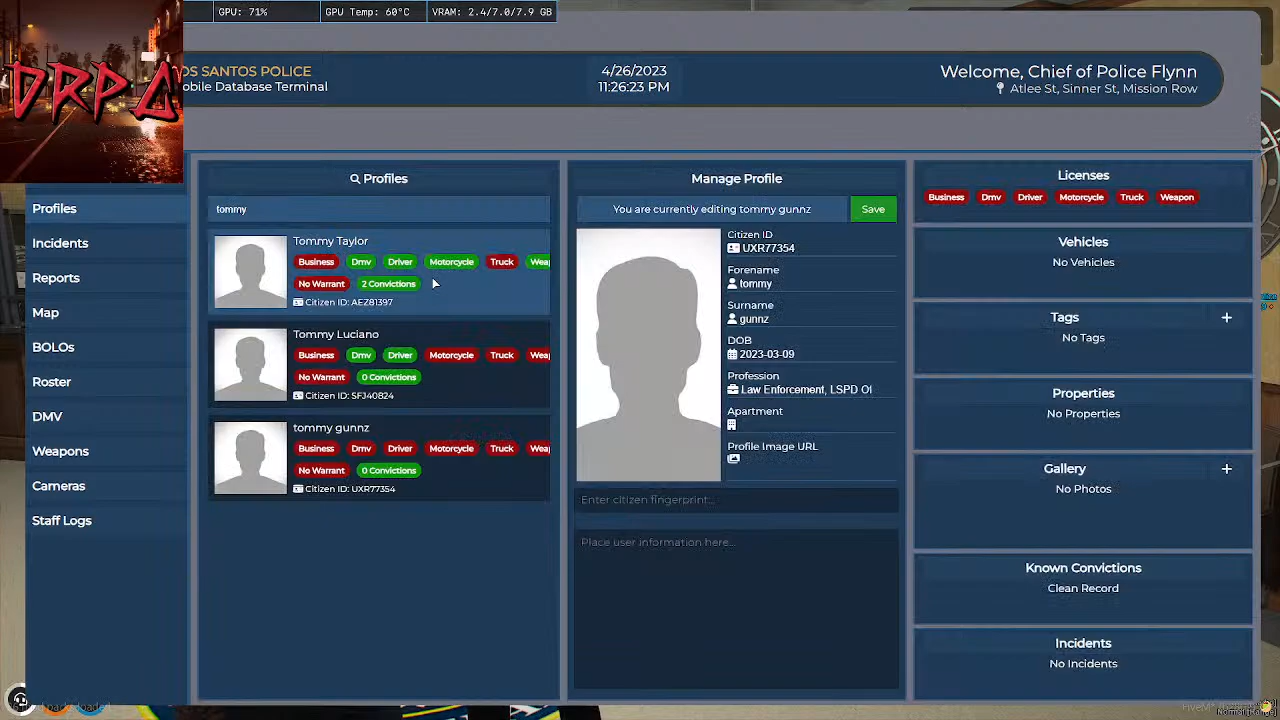 GPU: 71%
GPU Temp: 60°C
VRAM: 2.4/7.0/7.9 GB
DRPA
OS SANTOS POLICE
obile Database Terminal
4/26/2023
11:26:23 PM
Welcome, Chief of Police Flynn
Atlee St, Sinner St, Mission Row
Profiles
Incidents
Reports
Map
BOLOs
Roster
DMV
Weapons
Cameras
Staff Logs
Profiles
tommy
Tommy Taylor
Business Dmv Driver Motorcycle Truck Wea
No Warrant 2 Convictions
Citizen ID: AEZ81397
Tommy Luciano
Business Dmv Driver Motorcycle Truck Wea
No Warrant 0 Convictions
Citizen ID: SFJ40824
tommy gunnz
Business Dmv Driver Motorcycle Truck Wea
No Warrant 0 Convictions
Citizen ID: UXR77354
Manage Profile
You are currently editing tommy gunnz
Save
Citizen ID
UXR77354
Forename
tommy
Surname
gunnz
DOB
2023-03-09
Profession
Law Enforcement, LSPD Of
Apartment
Profile Image URL
Enter citizen fingerprint...
Place user information here...
Licenses
Business Dmv Driver Motorcycle Truck Weapon
Vehicles
No Vehicles
Tags +
No Tags
Properties
No Properties
Gallery +
No Photos
Known Convictions
Clean Record
Incidents
No Incidents